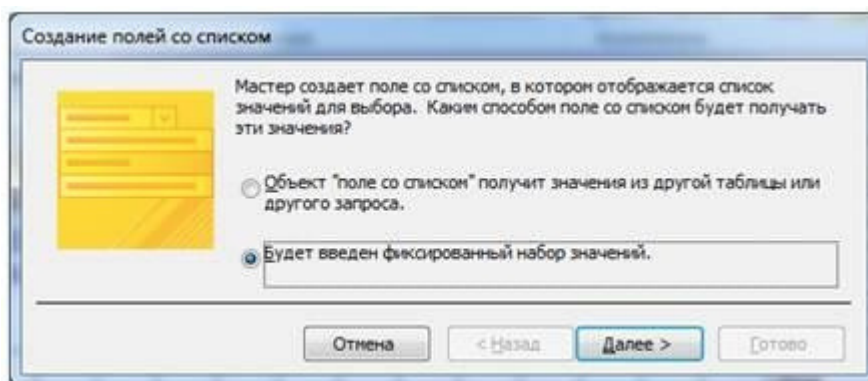 Создание полей со списком
Мастер создает поле со списком, в котором отображается список
значений для выбора. Каким способом поле со списком будет получать
эти значения?
Объект "поле со списком" получит значения из другой таблицы или
другого запроса.
Будет введен фиксированный набор значений.
Отмена
< Назад
Далее >
Готово